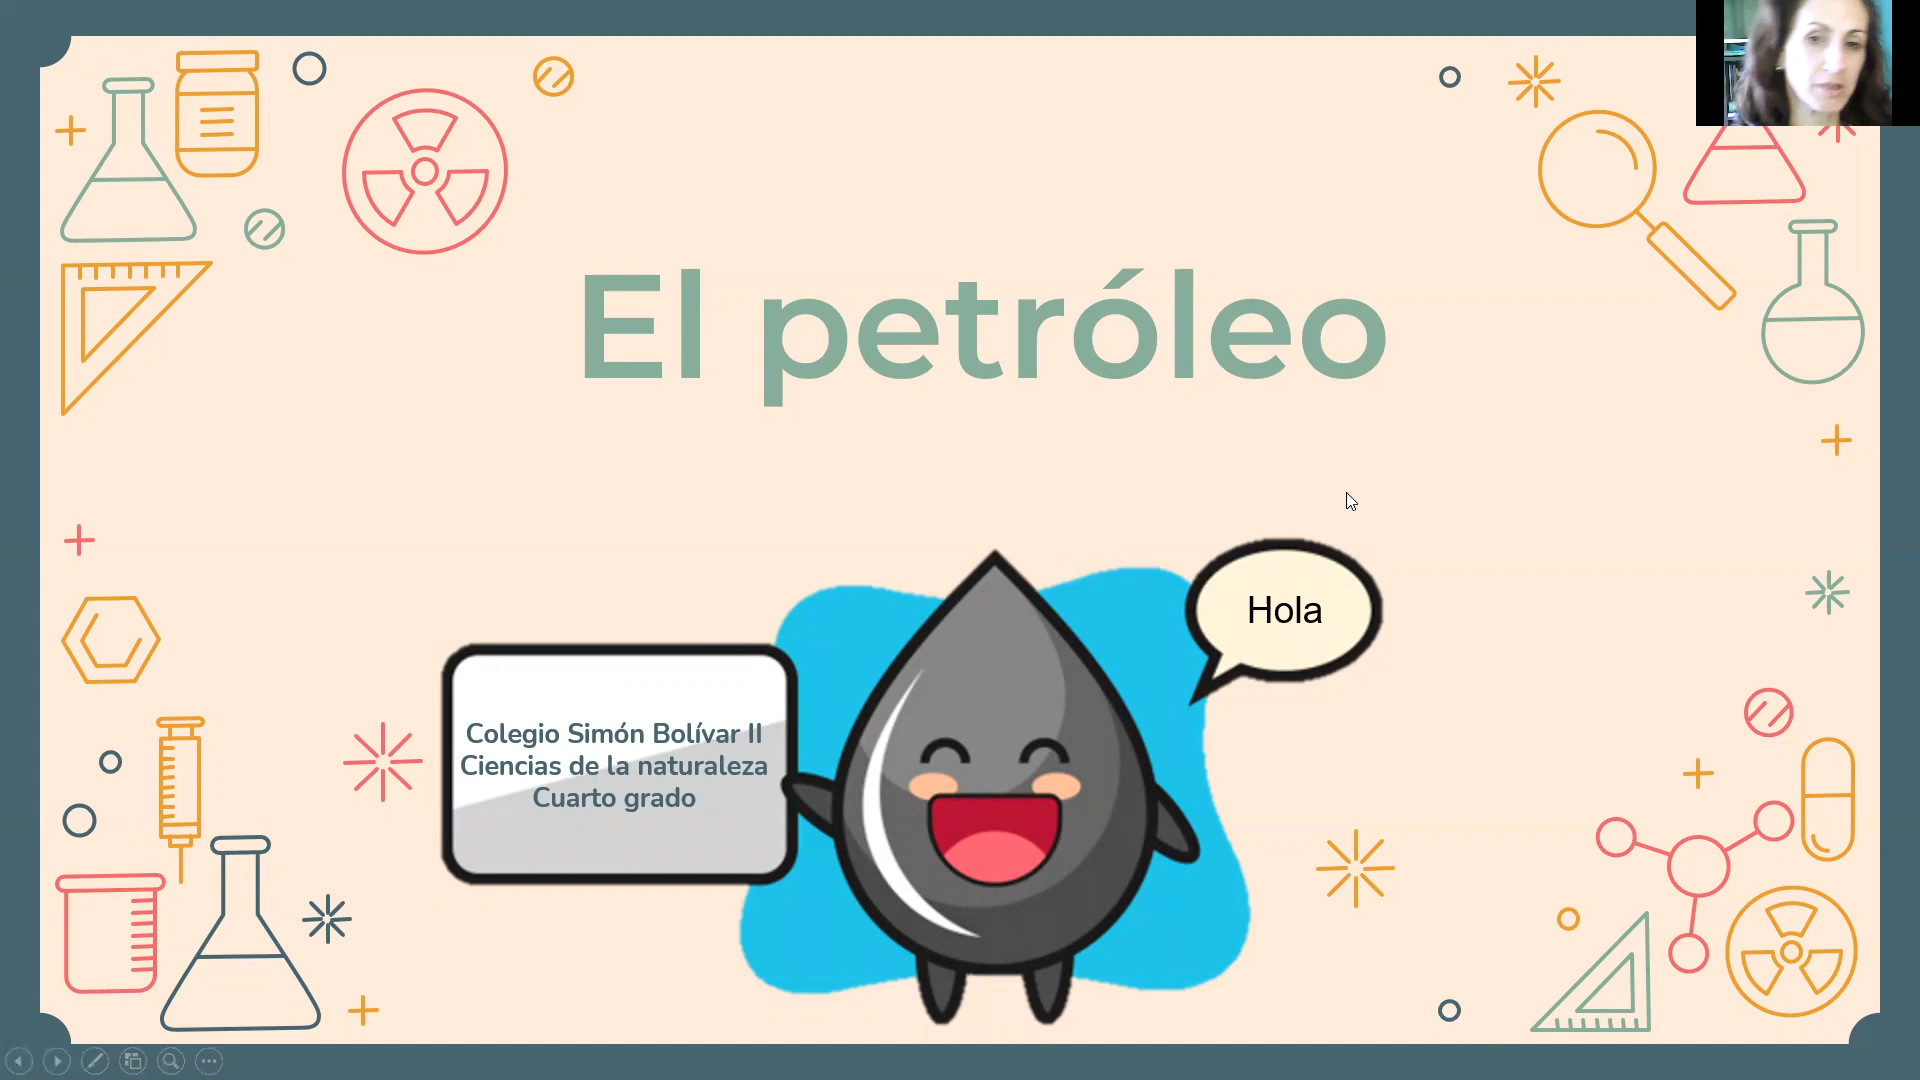 El petróleo
Hola
Colegio Simón Bolívar II
Ciencias de la naturaleza
Cuarto grado